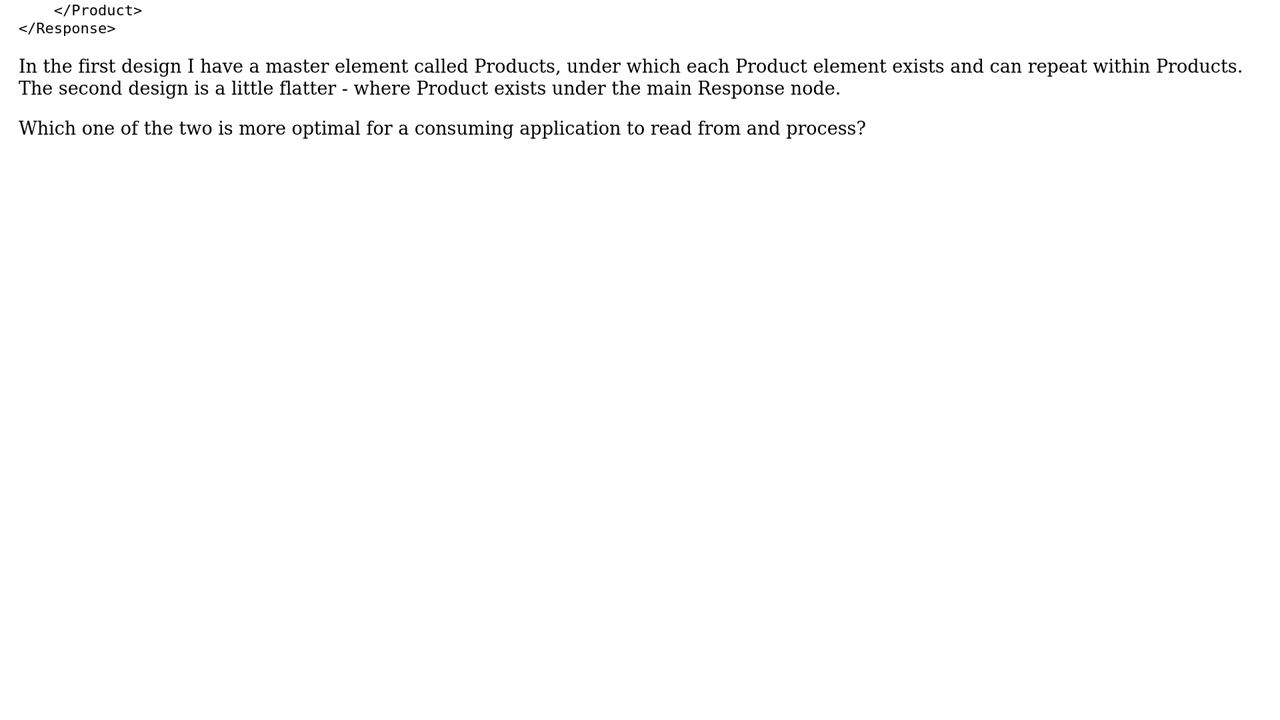 </Product>
</Response>
In the first design I have a master element called Products, under which each Product element exists and can repeat within Products.
The second design is a little flatter - where Product exists under the main Response node.
Which one of the two is more optimal for a consuming application to read from and process?